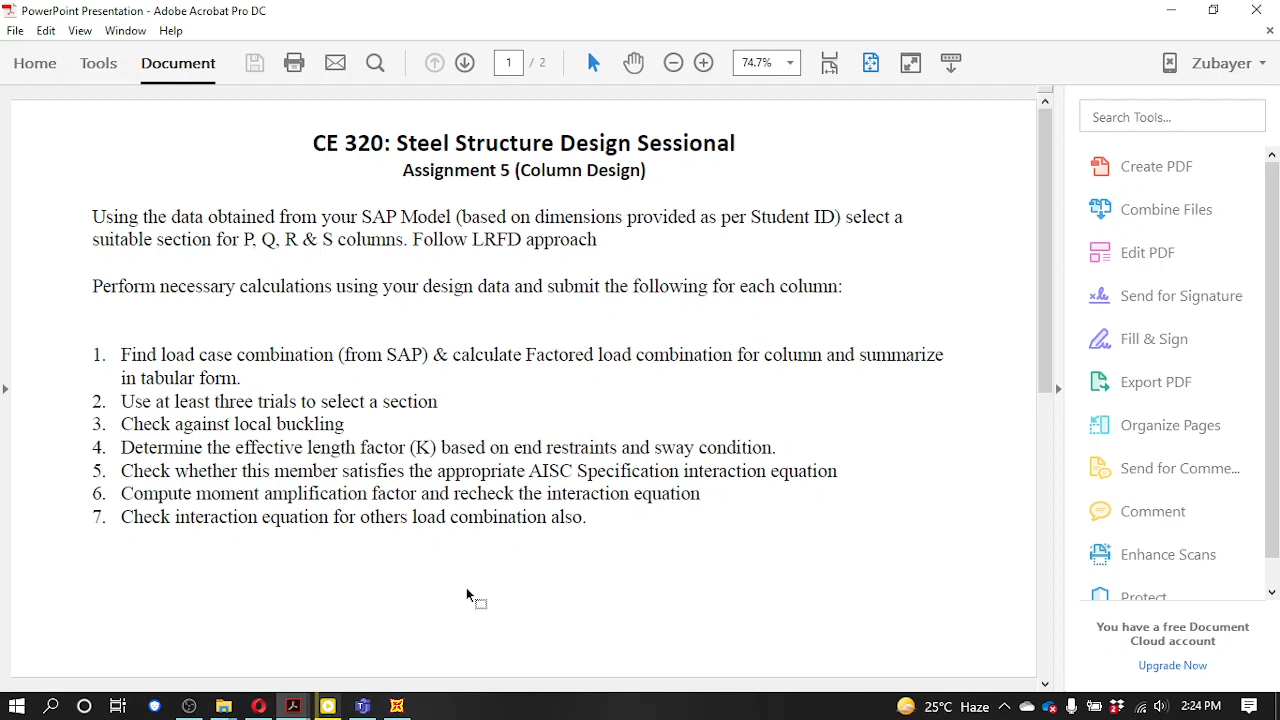 PowerPoint Presentation - Adobe Acrobat Pro DC
File Edit View Window Help
Home Tools Document 1 / 2 74.7% Zubayer
CE 320: Steel Structure Design Sessional
Assignment 5 (Column Design)
Using the data obtained from your SAP Model (based on dimensions provided as per Student ID) select a
suitable section for P, Q, R & S columns. Follow LRFD approach
Perform necessary calculations using your design data and submit the following for each column:
1. Find load case combination (from SAP) & calculate Factored load combination for column and summarize
in tabular form.
2. Use at least three trials to select a section
3. Check against local buckling
4. Determine the effective length factor (K) based on end restraints and sway condition.
5. Check whether this member satisfies the appropriate AISC Specification interaction equation
6. Compute moment amplification factor and recheck the interaction equation
7. Check interaction equation for others load combination also.
Search Tools...
Create PDF
Combine Files
Edit PDF
Send for Signature
Fill & Sign
Export PDF
Organize Pages
Send for Comme...
Comment
Enhance Scans
Protect
You have a free Document
Cloud account
Upgrade Now
25°C Haze 2:24 PM